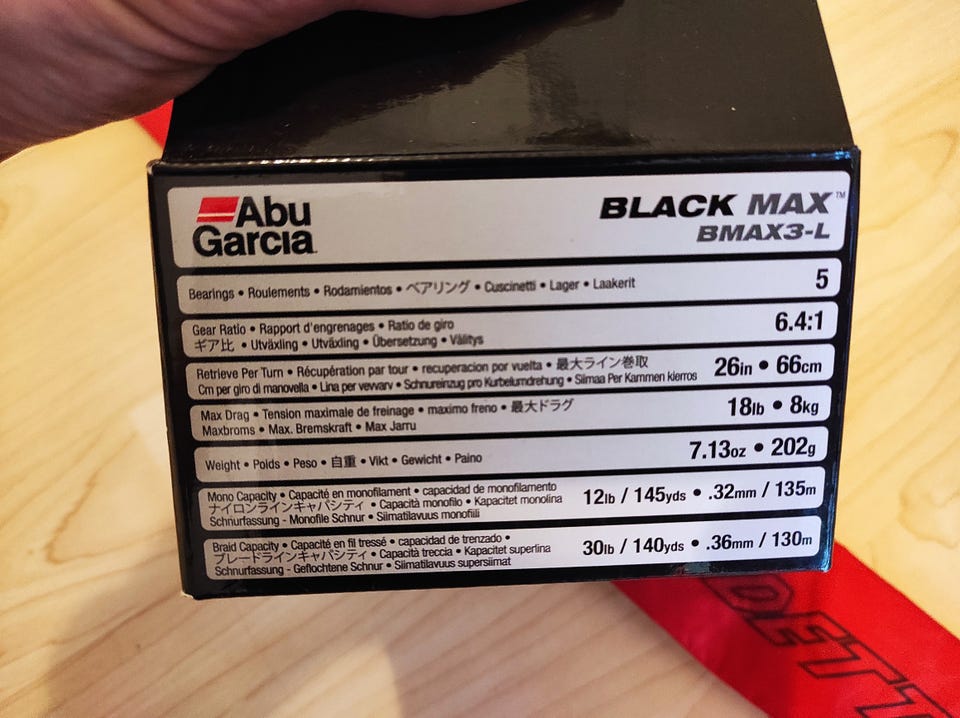 Abu
Garcia
BLACK MAX™
BMAX3-L
Bearings • Roulements • Rodamientos • ベアリング • Cuscinetti • Lager • Laakerit
5
Gear Ratio • Rapport d'engrenages • Ratio de giro
ギア比 • Utväxling • Utväxling • Übersetzung • Välitys
6.4:1
Retrieve Per Turn • Récupération par tour • recuperacion por vuelta • 最大ライン巻取
Cm per giro di manovella • Lina per vevvarv • Schnureinzug pro Kurbelumdrehung • Siimaa Per Kammen kierros
26in • 66cm
Max Drag • Tension maximale de freinage • maximo freno • 最大ドラグ
Maxbroms • Max. Bremskraft • Max Jarru
18lb • 8kg
Weight • Poids • Peso • 自重 • Vikt • Gewicht • Paino
7.13oz • 202g
Mono Capacity • Capacité en monofilament • capacidad de monofilamento
ナイロンラインキャパシティ • Capacità monofilo • Kapacitet monolina
Schnurfassung - Monofile Schnur • Siimatilavuus monofiili
12lb / 145yds • .32mm / 135m
Braid Capacity • Capacité en fil tressé • capacidad de trenzado •
ブレードラインキャパシティ • Capacità treccia • Kapacitet superlina
Schnurfassung - Geflochtene Schnur • Siimatilavuus supersiimat
30lb / 140yds • .36mm / 130m